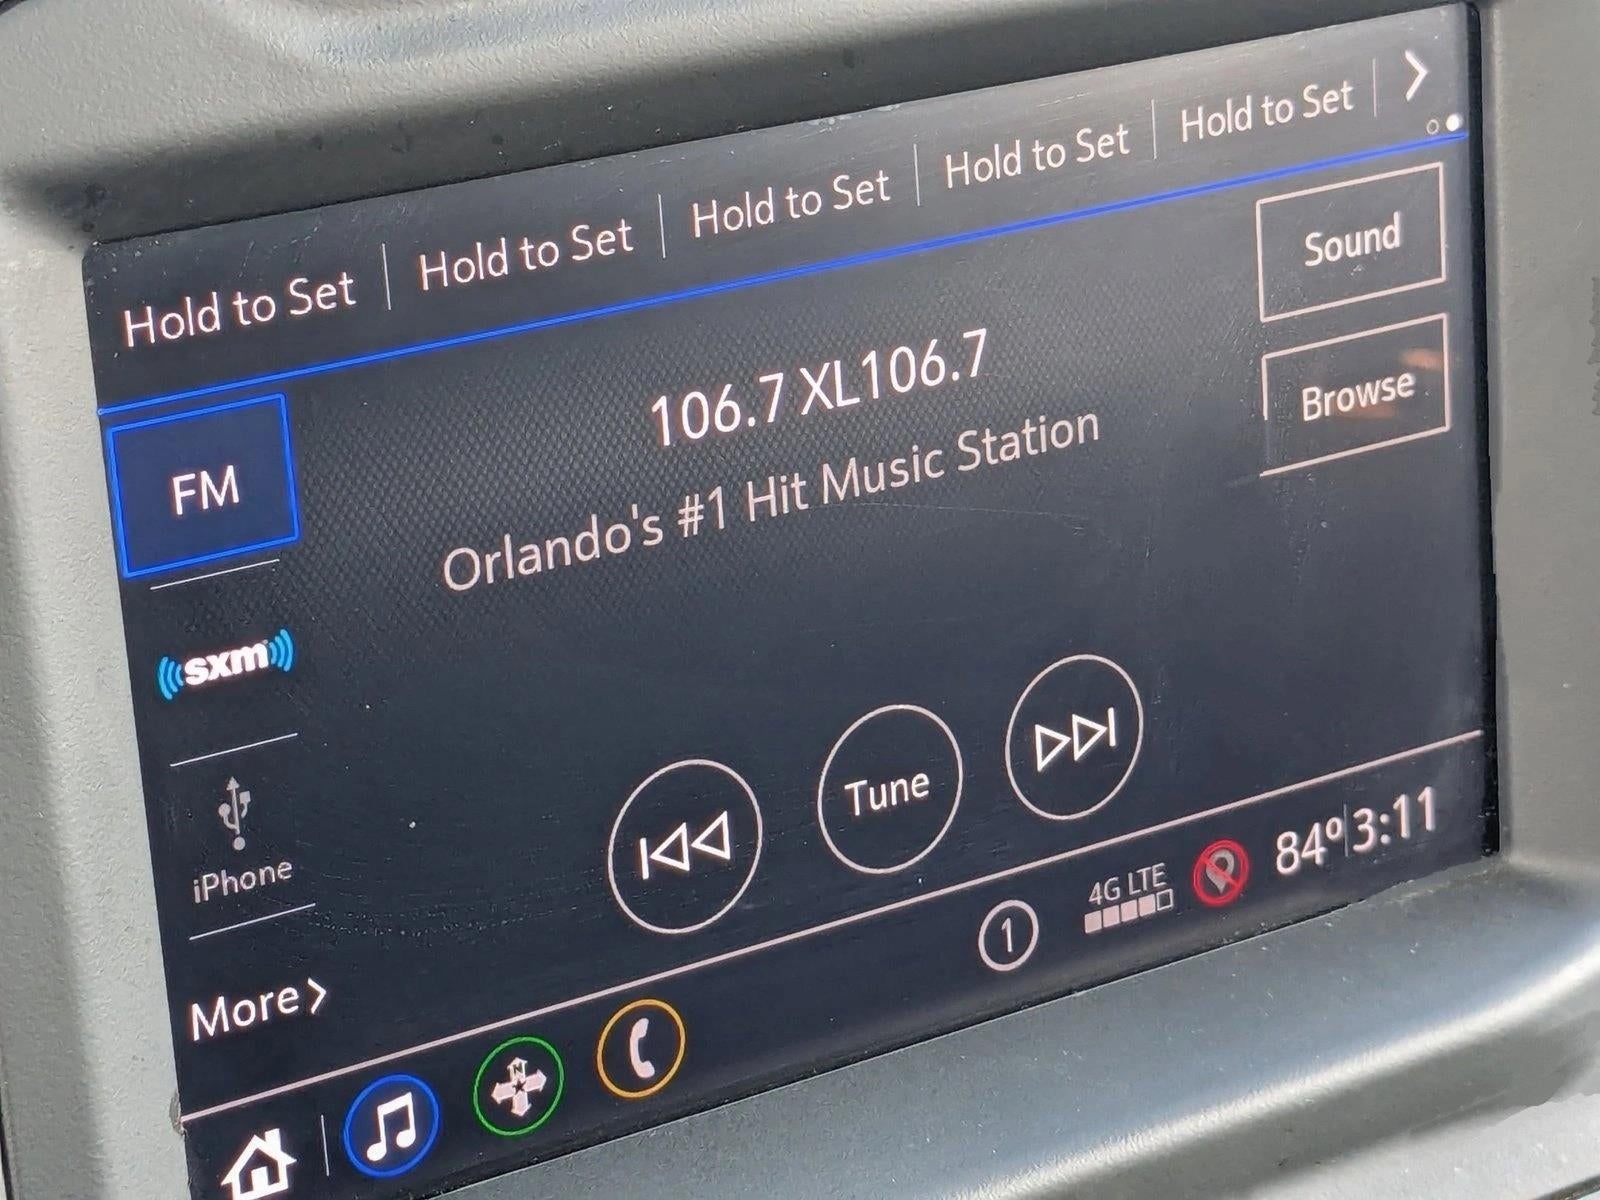 Hold to Set
Hold to Set
Hold to Set
Hold to Set
Hold to Set
Sound
106.7 XL106.7
Browse
Orlando's #1 Hit Music Station
FM
sxm
iPhone
Tune
More
1
4G LTE
84° 3:11
N